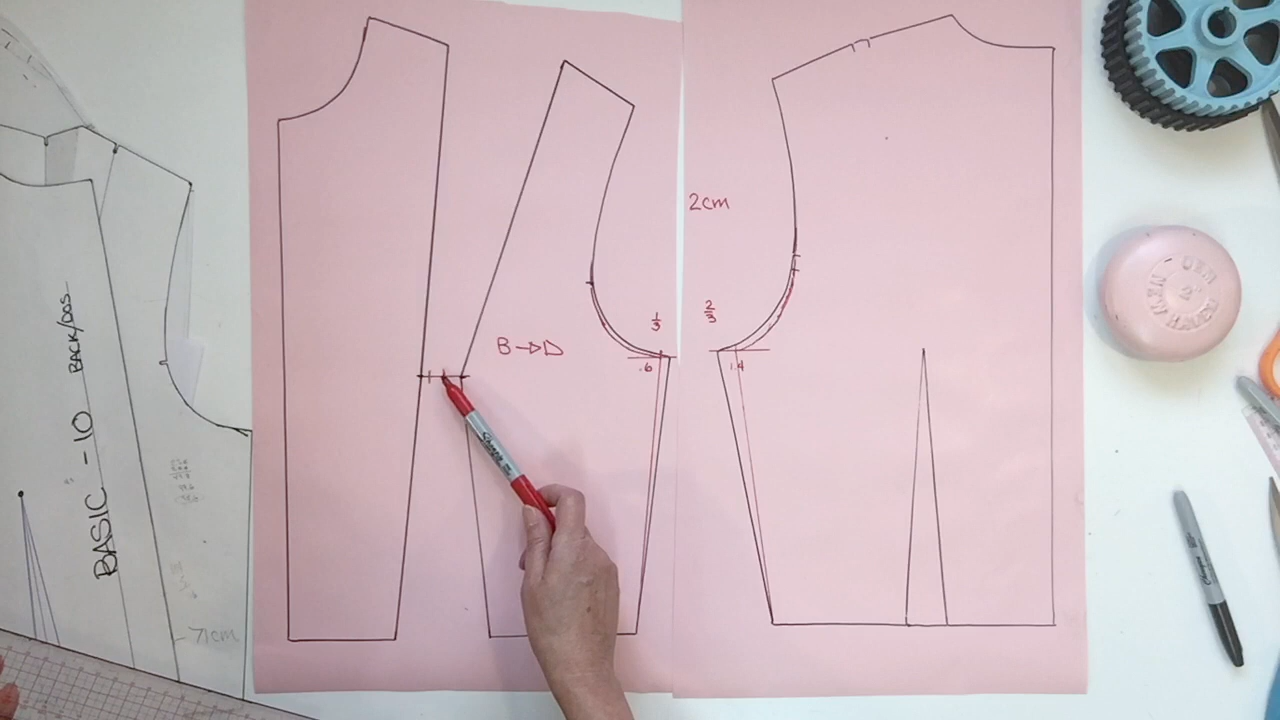 BASIC - 10 BACK/DOS
71cm
B→D
1/3
.6
2cm
2/3
1.4
Sharpie